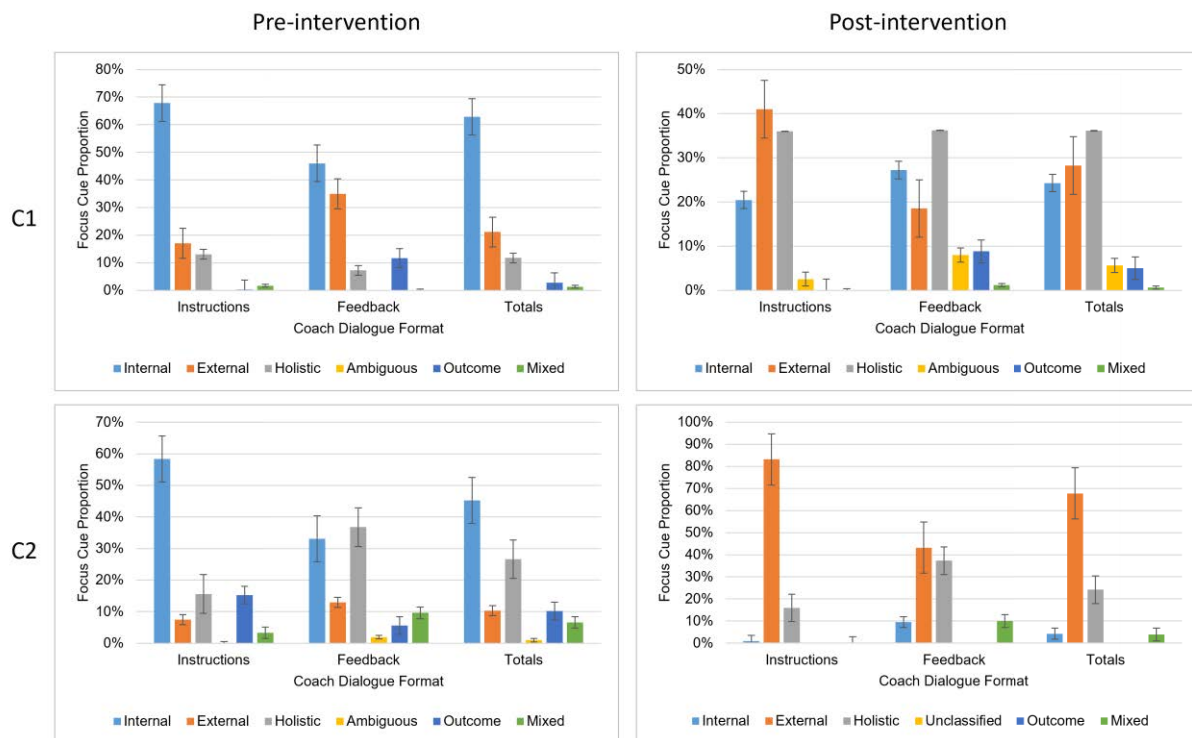 Pre-intervention
Post-intervention
C1
80%
70%
60%
50%
40%
30%
20%
10%
0%
Focus Cue Proportion
Instructions Feedback Totals
Coach Dialogue Format
Internal External Holistic Ambiguous Outcome Mixed
50%
40%
30%
20%
10%
0%
Focus Cue Proportion
Instructions Feedback Totals
Coach Dialogue Format
Internal External Holistic Ambiguous Outcome Mixed
C2
70%
60%
50%
40%
30%
20%
10%
0%
Focus Cue Proportion
Instructions Feedback Totals
Coach Dialogue Format
Internal External Holistic Ambiguous Outcome Mixed
100%
90%
80%
70%
60%
50%
40%
30%
20%
10%
0%
Focus Cue Proportion
Instructions Feedback Totals
Coach Dialogue Format
Internal External Holistic Unclassified Outcome Mixed